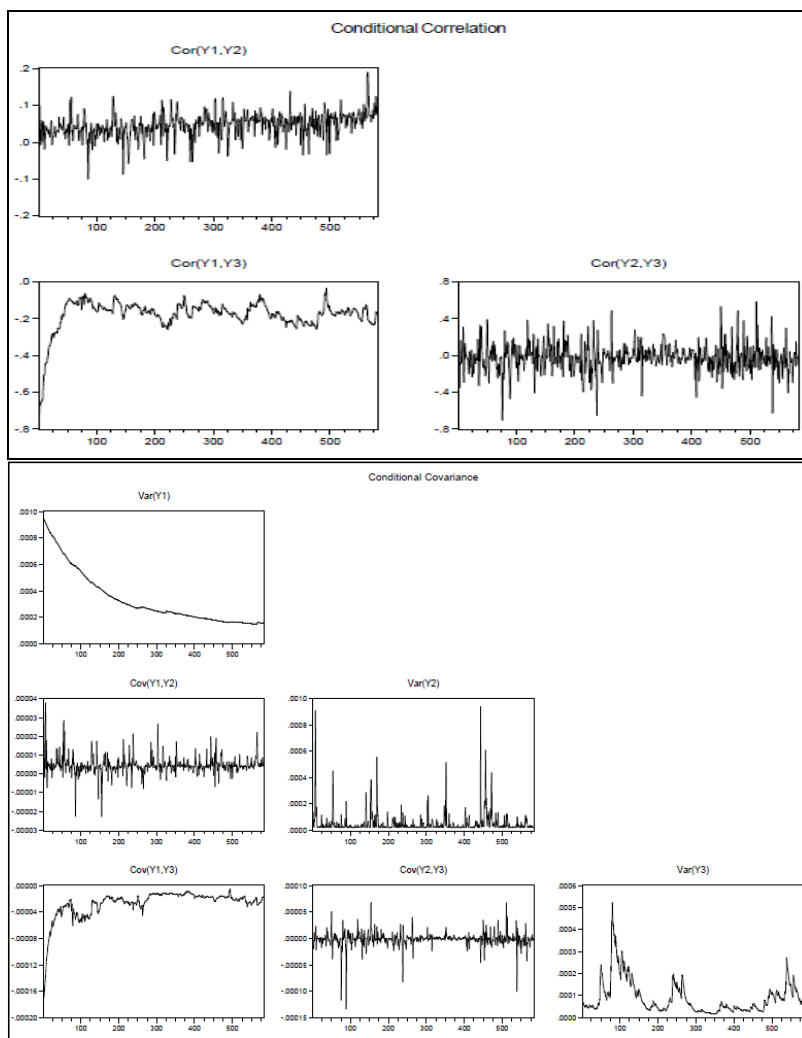 Conditional Correlation
Cor(Y1,Y2)
.2
.1
.0
-.1
-.2
100 200 300 400 500
Cor(Y1,Y3)
.0
-.2
-.4
-.6
-.8
100 200 300 400 500
Cor(Y2,Y3)
.8
.4
.0
-.4
-.8
100 200 300 400 500
Conditional Covariance
Var(Y1)
.0010
.0008
.0006
.0004
.0002
.0000
100 200 300 400 500
Cov(Y1,Y2)
.00004
.00003
.00002
.00001
.00000
-.00001
-.00002
-.00003
100 200 300 400 500
Var(Y2)
.0010
.0008
.0006
.0004
.0002
.0000
100 200 300 400 500
Cov(Y1,Y3)
.00000
-.00004
-.00008
-.00012
-.00016
-.00020
100 200 300 400 500
Cov(Y2,Y3)
.00010
.00005
.00000
-.00005
-.00010
-.00015
100 200 300 400 500
Var(Y3)
.0006
.0005
.0004
.0003
.0002
.0001
.0000
100 200 300 400 500